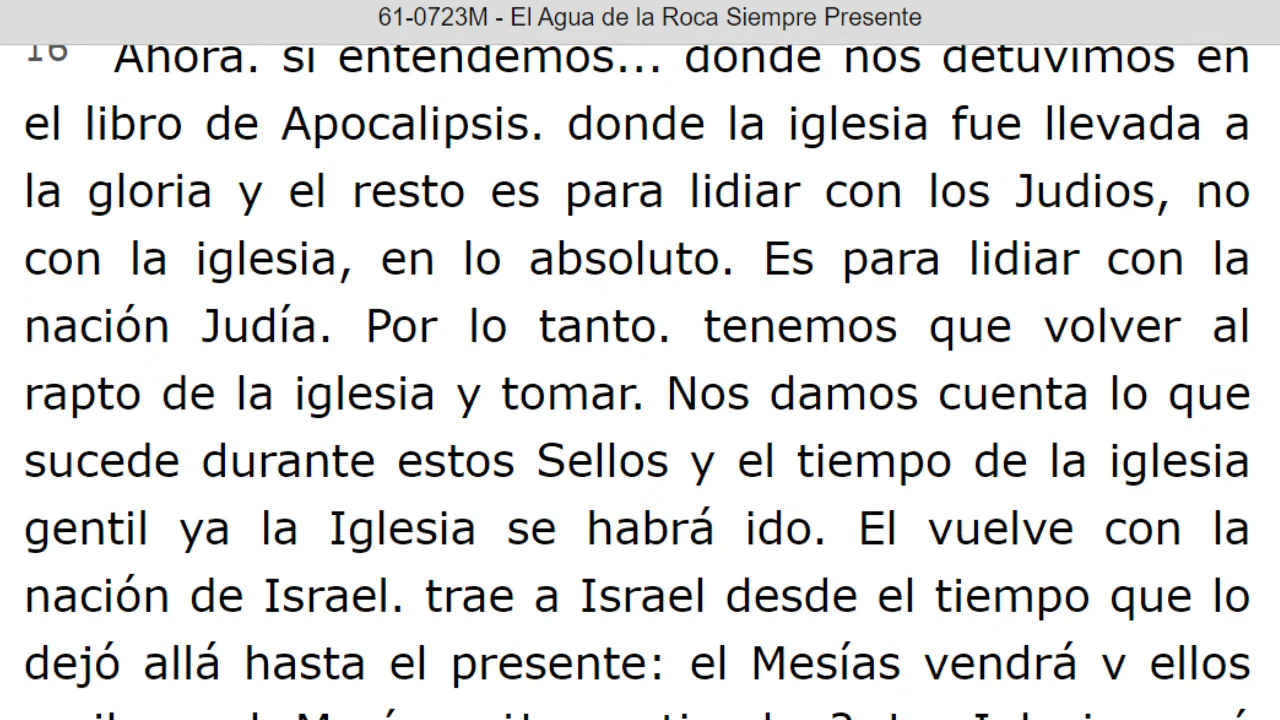 61-0723M - El Agua de la Roca Siempre Presente
16 Ahora. si entendemos... donde nos detuvimos en
el libro de Apocalipsis. donde la iglesia fue llevada a
la gloria y el resto es para lidiar con los Judios, no
con la iglesia, en lo absoluto. Es para lidiar con la
nación Judía. Por lo tanto. tenemos que volver al
rapto de la iglesia y tomar. Nos damos cuenta lo que
sucede durante estos Sellos y el tiempo de la iglesia
gentil ya la Iglesia se habrá ido. El vuelve con la
nación de Israel. trae a Israel desde el tiempo que lo
dejó allá hasta el presente: el Mesías vendrá v ellos